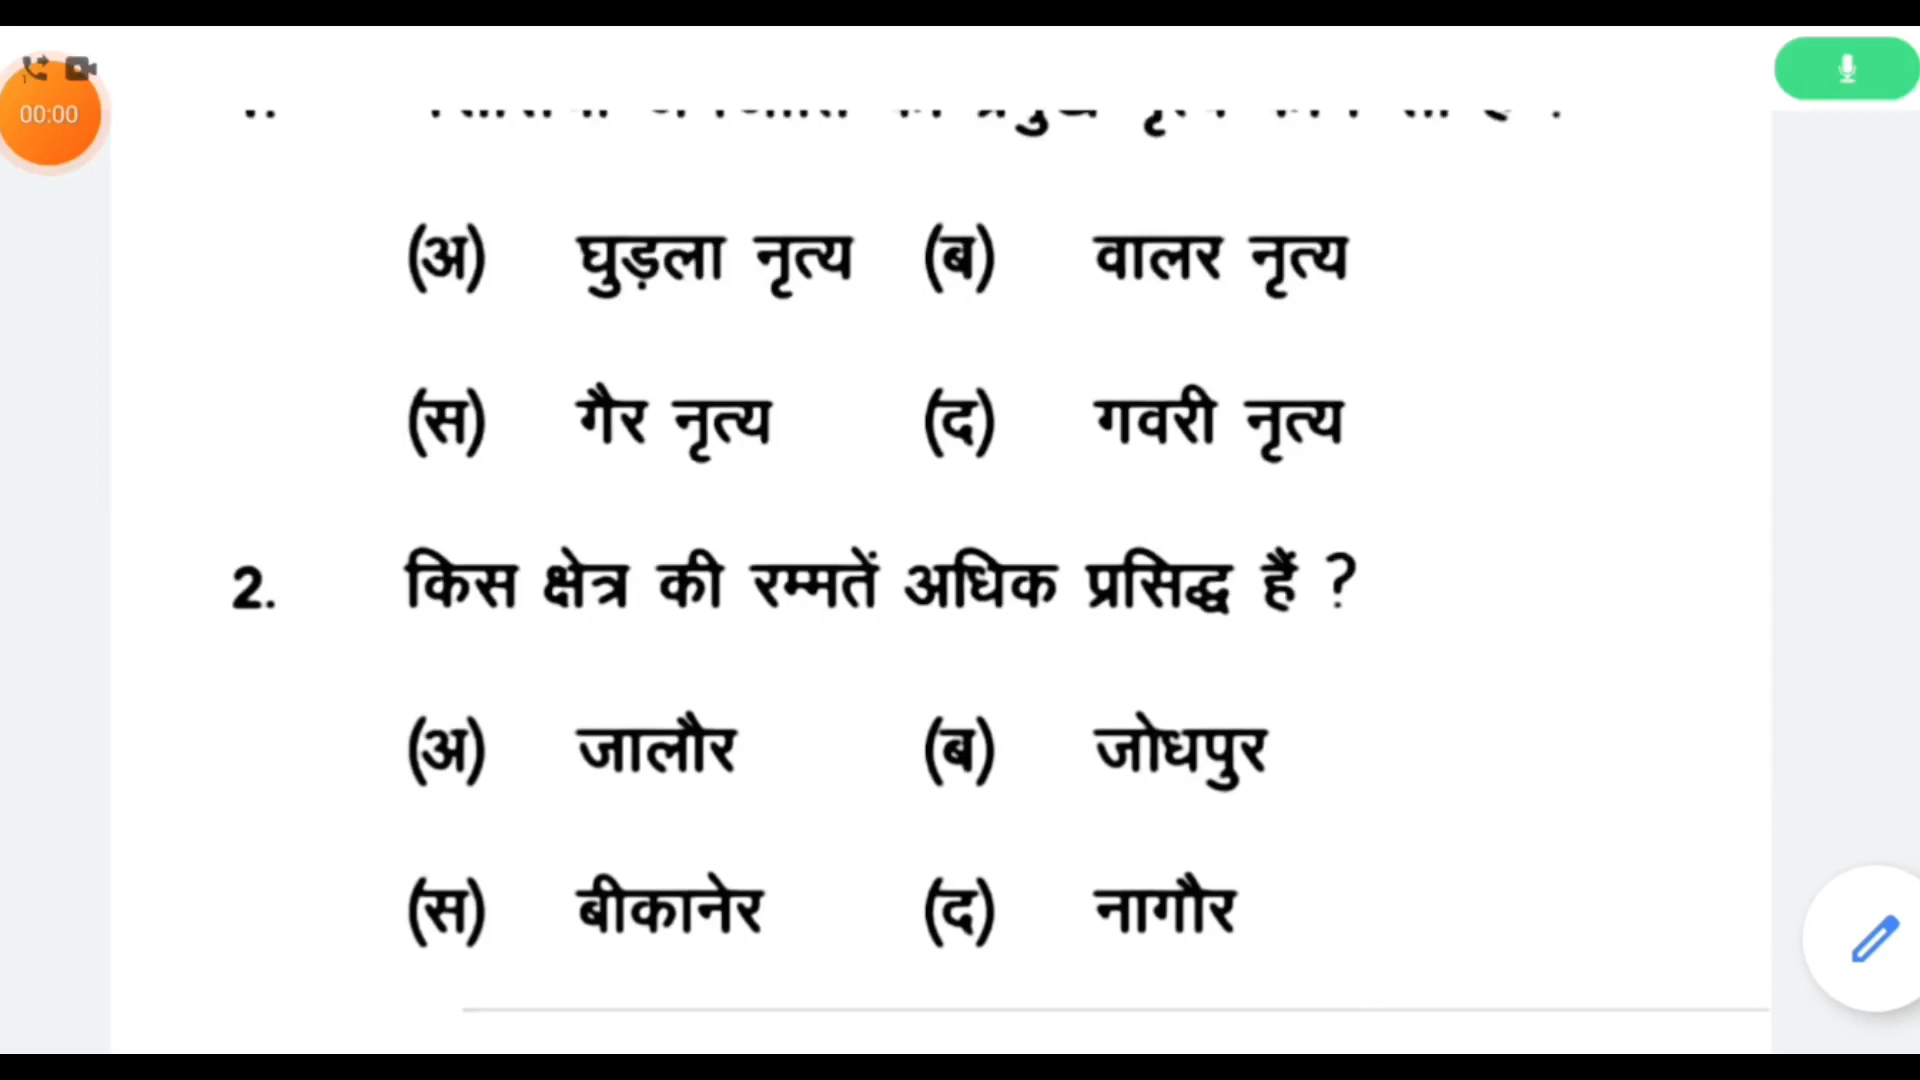 00:00
(अ) घुड़ला नृत्य (ब) वालर नृत्य
(स) गैर नृत्य (द) गवरी नृत्य
2. किस क्षेत्र की रम्मतें अधिक प्रसिद्ध हैं ?
(अ) जालौर (ब) जोधपुर
(स) बीकानेर (द) नागौर